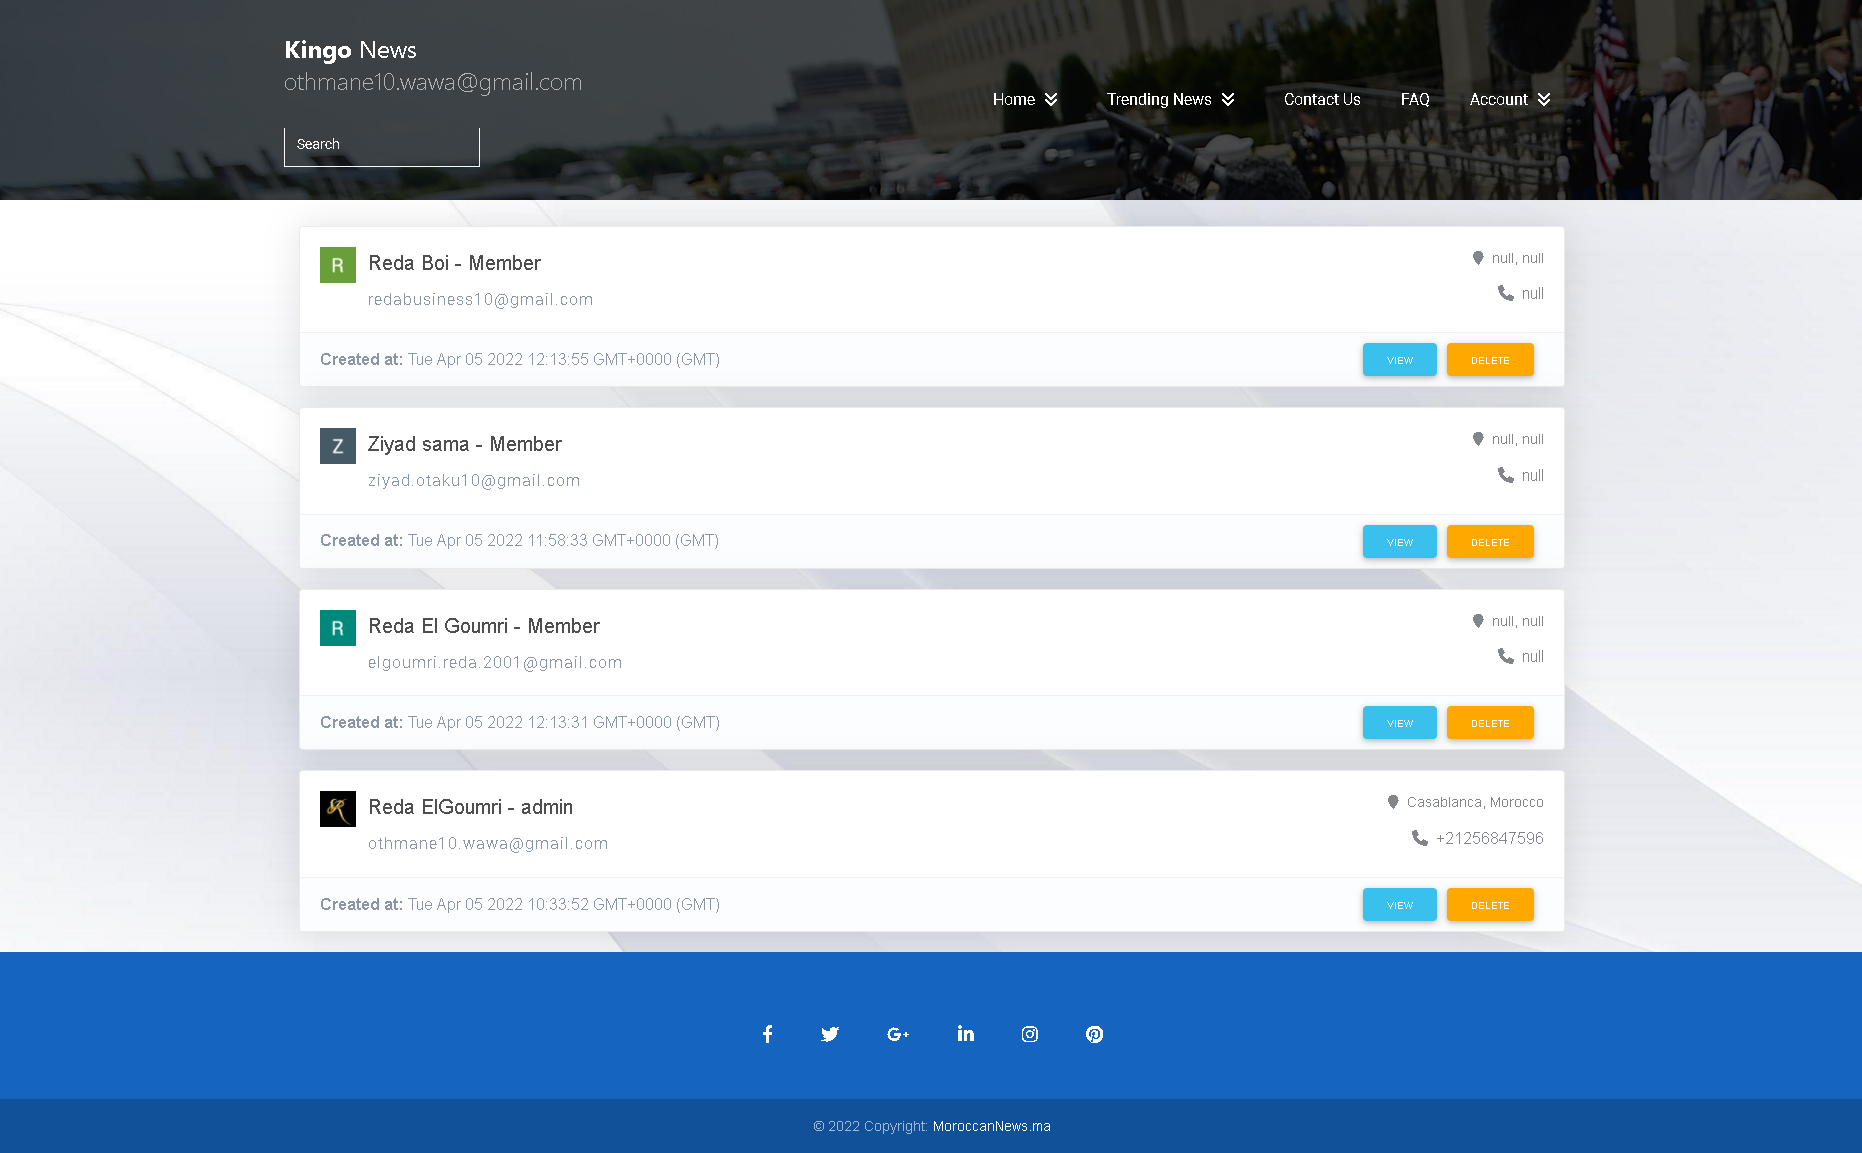 Kingo News
othmane10.wawa@gmail.com
Home
Trending News
Contact Us
FAQ
Account
Search
R
Reda Boi - Member
null, null
redabusiness10@gmail.com
null
Created at: Tue Apr 05 2022 12:13:55 GMT+0000 (GMT)
VIEW
DELETE
Z
Ziyad sama - Member
null, null
ziyad.otaku10@gmail.com
null
Created at: Tue Apr 05 2022 11:58:33 GMT+0000 (GMT)
VIEW
DELETE
R
Reda El Goumri - Member
null, null
elgoumri.reda.2001@gmail.com
null
Created at: Tue Apr 05 2022 12:13:31 GMT+0000 (GMT)
VIEW
DELETE
R
Reda ElGoumri - admin
Casablanca, Morocco
othmane10.wawa@gmail.com
+21256847596
Created at: Tue Apr 05 2022 10:33:52 GMT+0000 (GMT)
VIEW
DELETE
© 2022 Copyright: MoroccanNews.ma